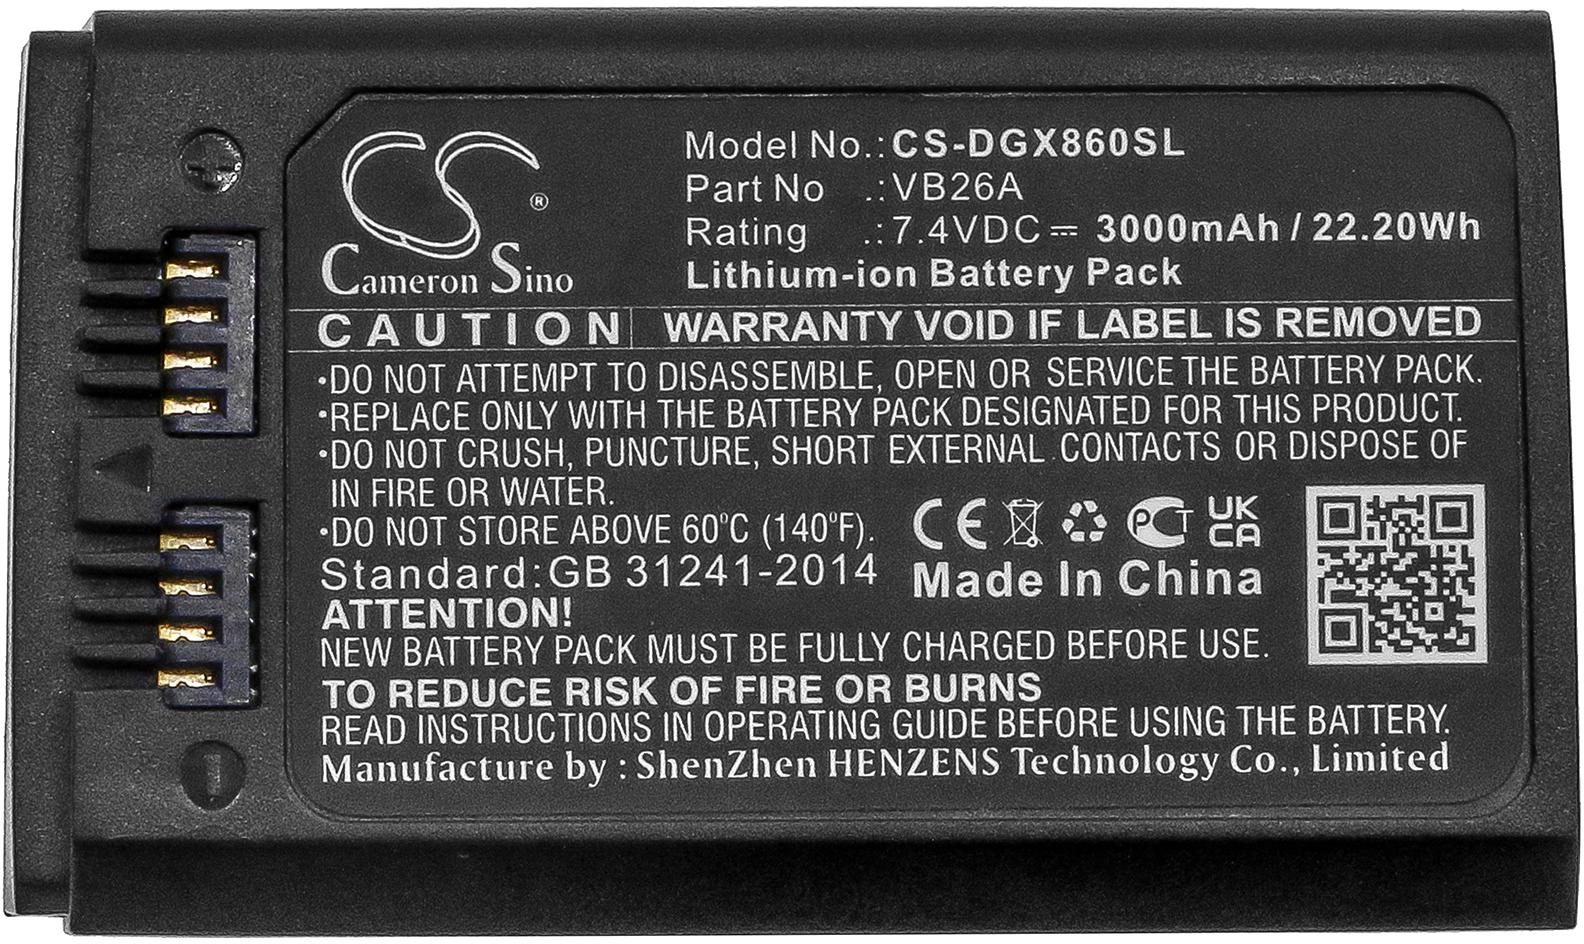 CS®
Cameron Sino
Model No.:CS-DGX860SL
Part No .:VB26A
Rating .:7.4VDC⎓ 3000mAh / 22.20Wh
Lithium-ion Battery Pack
CAUTION WARRANTY VOID IF LABEL IS REMOVED
•DO NOT ATTEMPT TO DISASSEMBLE, OPEN OR SERVICE THE BATTERY PACK.
•REPLACE ONLY WITH THE BATTERY PACK DESIGNATED FOR THIS PRODUCT.
•DO NOT CRUSH, PUNCTURE, SHORT EXTERNAL CONTACTS OR DISPOSE OF
IN FIRE OR WATER.
•DO NOT STORE ABOVE 60°C (140°F).
CE PCT UK
CA
Standard:GB 31241-2014
Made In China
ATTENTION!
NEW BATTERY PACK MUST BE FULLY CHARGED BEFORE USE.
TO REDUCE RISK OF FIRE OR BURNS
READ INSTRUCTIONS IN OPERATING GUIDE BEFORE USING THE BATTERY.
Manufacture by : ShenZhen HENZENS Technology Co., Limited